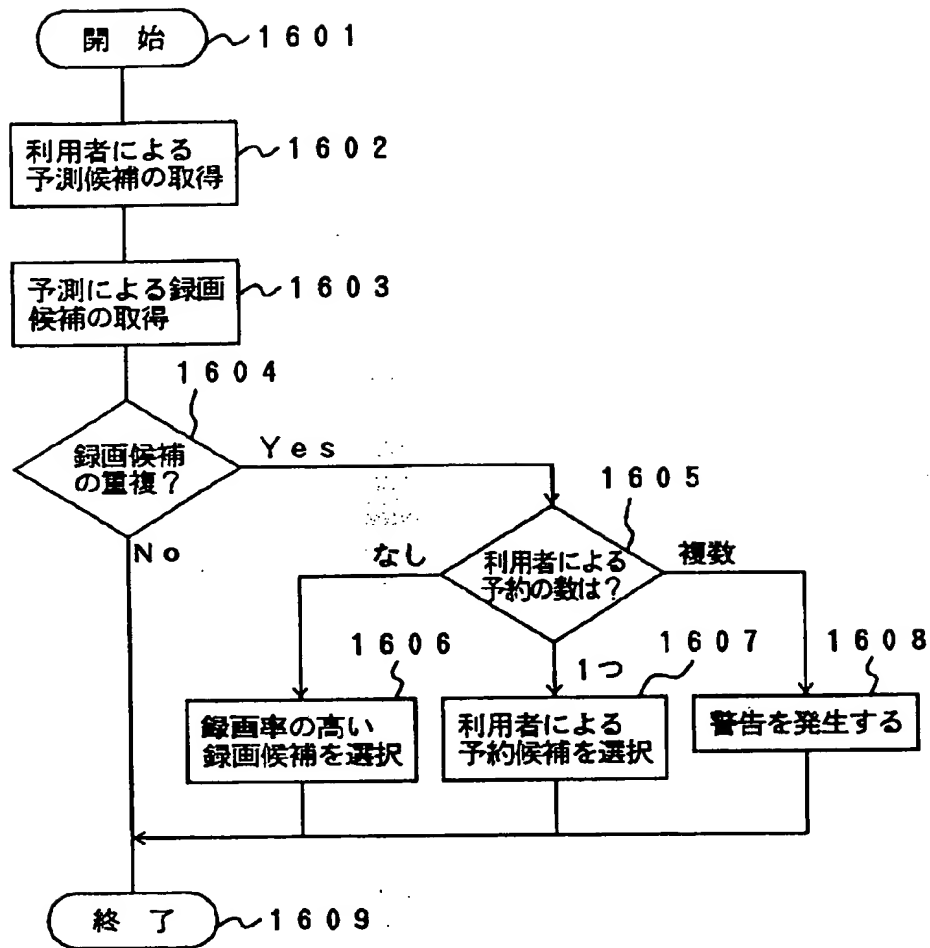 開 始
1601
利用者による
予測候補の取得
1602
予測による録画
候補の取得
1603
1604
録画候補
の重複？
Yes
No
1605
利用者による
予約の数は？
なし
複数
1つ
1606
録画率の高い
録画候補を選択
1607
利用者による
予約候補を選択
1608
警告を発生する
終 了
1609